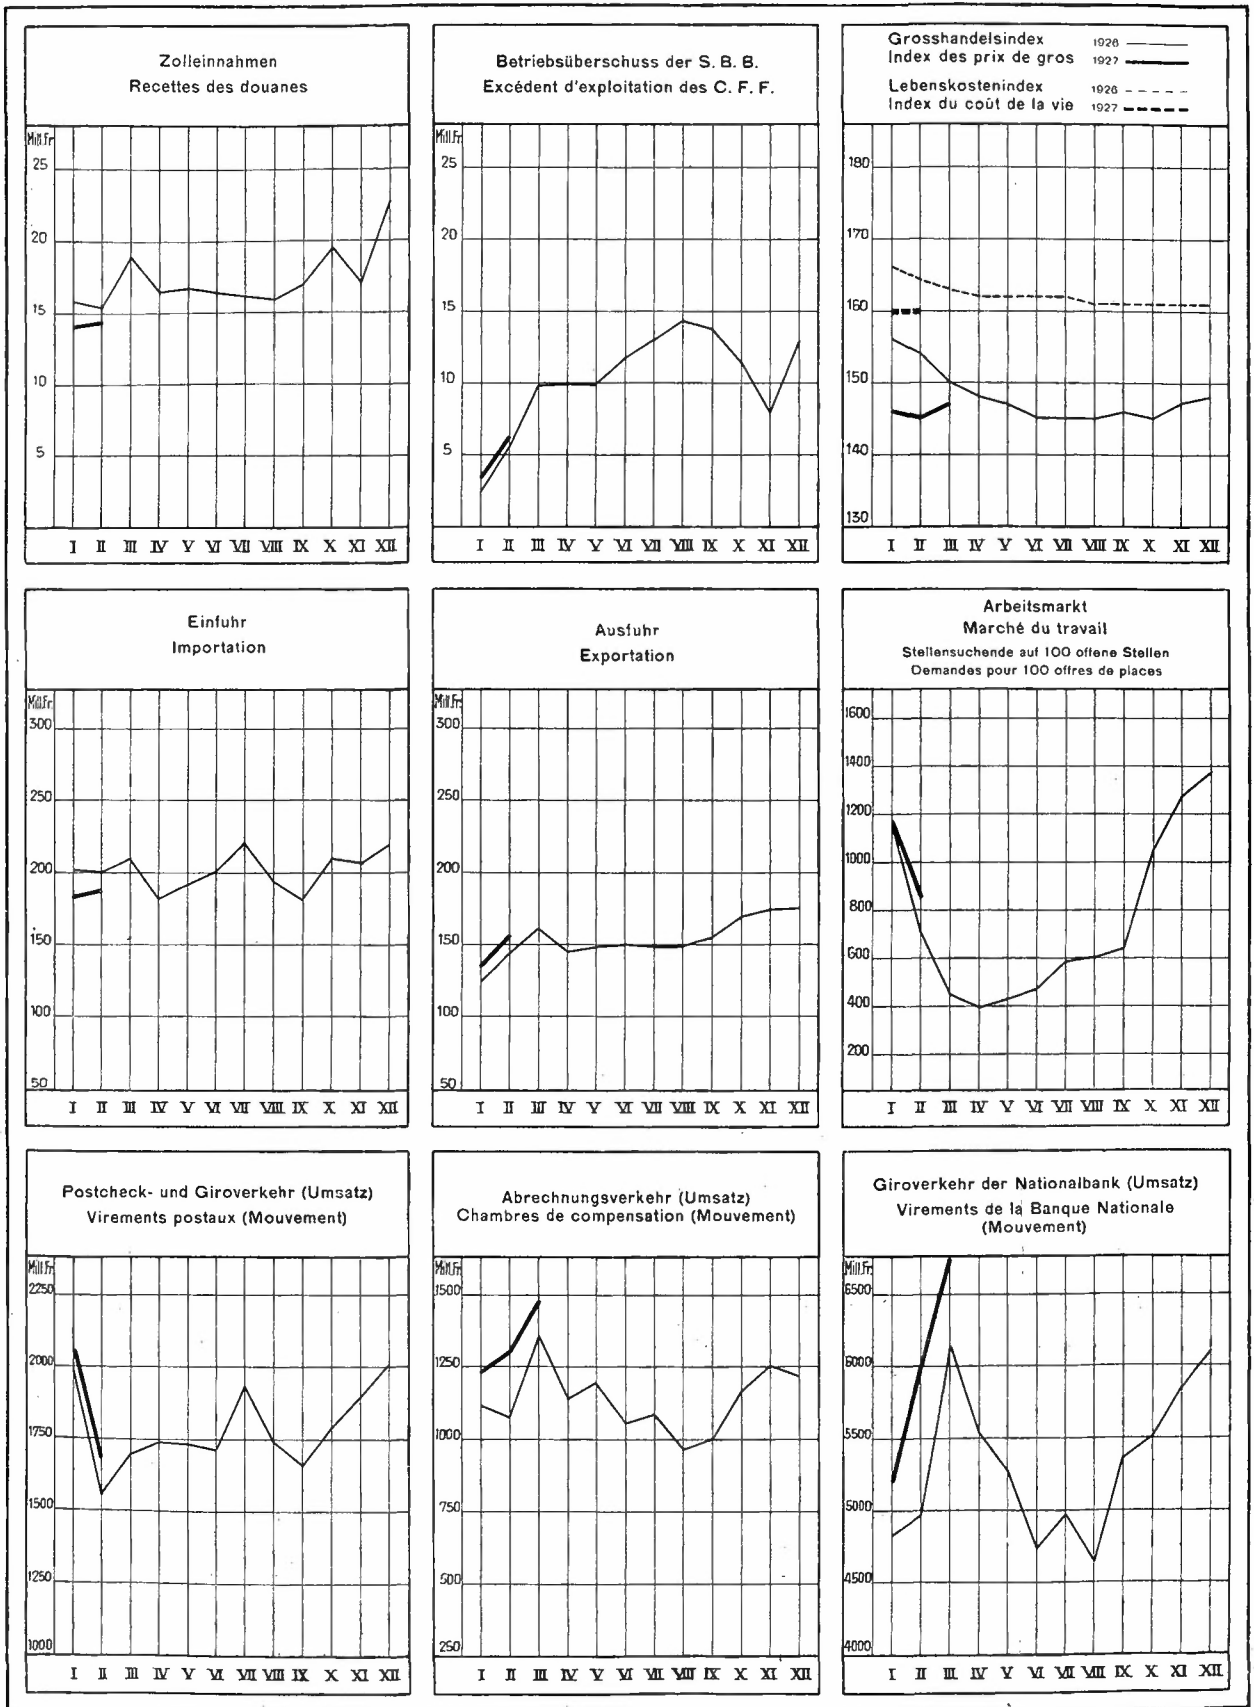 Zolleinnahmen
Recettes des douanes
Mill.Fr.
25
20
15
10
5
I II III IV V VI VII VIII IX X XI XII
Betriebsüberschuss der S. B. B.
Excédent d'exploitation des C. F. F.
Mill.Fr.
25
20
15
10
5
I II III IV V VI VII VIII IX X XI XII
Grosshandelsindex 1926
Index des prix de gros 1927
Lebenskostenindex 1926
Index du coût de la vie 1927
180
170
160
150
140
130
I II III IV V VI VII VIII IX X XI XII
Einfuhr
Importation
Mill.Fr.
300
250
200
150
100
50
I II III IV V VI VII VIII IX X XI XII
Ausfuhr
Exportation
Mill.Fr.
300
250
200
150
100
50
I II III IV V VI VII VIII IX X XI XII
Arbeitsmarkt
Marché du travail
Stellensuchende auf 100 offene Stellen
Demandes pour 100 offres de places
1600
1400
1200
1000
800
600
400
200
I II III IV V VI VII VIII IX X XI XII
Postcheck- und Giroverkehr (Umsatz)
Virements postaux (Mouvement)
Mill.Fr.
2250
2000
1750
1500
1250
1000
I II III IV V VI VII VIII IX X XI XII
Abrechnungsverkehr (Umsatz)
Chambres de compensation (Mouvement)
Mill.Fr.
1500
1250
1000
750
500
250
I II III IV V VI VII VIII IX X XI XII
Giroverkehr der Nationalbank (Umsatz)
Virements de la Banque Nationale
(Mouvement)
Mill.Fr.
6500
6000
5500
5000
4500
4000
I II III IV V VI VII VIII IX X XI XII